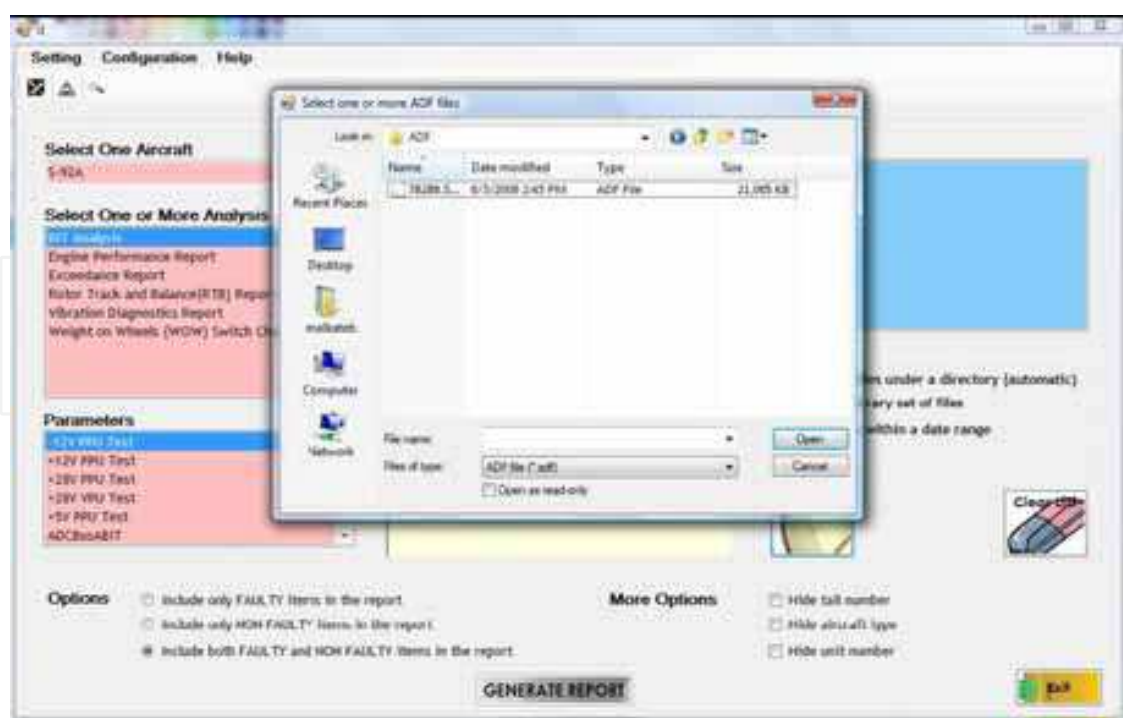 Setting Configuration Help
Select one or more ADF files
Look in: ADF
Name Date modified Type Size
ADF File
Recent Places
Desktop
Computer
Network
File name:
Files of type: ADF file (*.adf)
Open as read-only
Open
Cancel
Select One Aircraft
S-92A
Select One or More Analysis
BIT Analysis
Engine Performance Report
Exceedance Report
Rotor Track and Balance(RTB) Repor
Vibration Diagnostics Report
Weight on Wheels (WOW) Switch
under a directory (automatic)
set of files
within a date range
Parameters
-12V PPU Test
+28V PPU Test
+28V VPU Test
+5V PPU Test
ADCBusABIT
Options
Include only FAULTY items in the report
Include only NON FAULTY items in the report
Include both FAULTY and NON FAULTY items in the report
More Options
Hide tail number
Hide aircraft type
Hide unit number
GENERATE REPORT
Exit